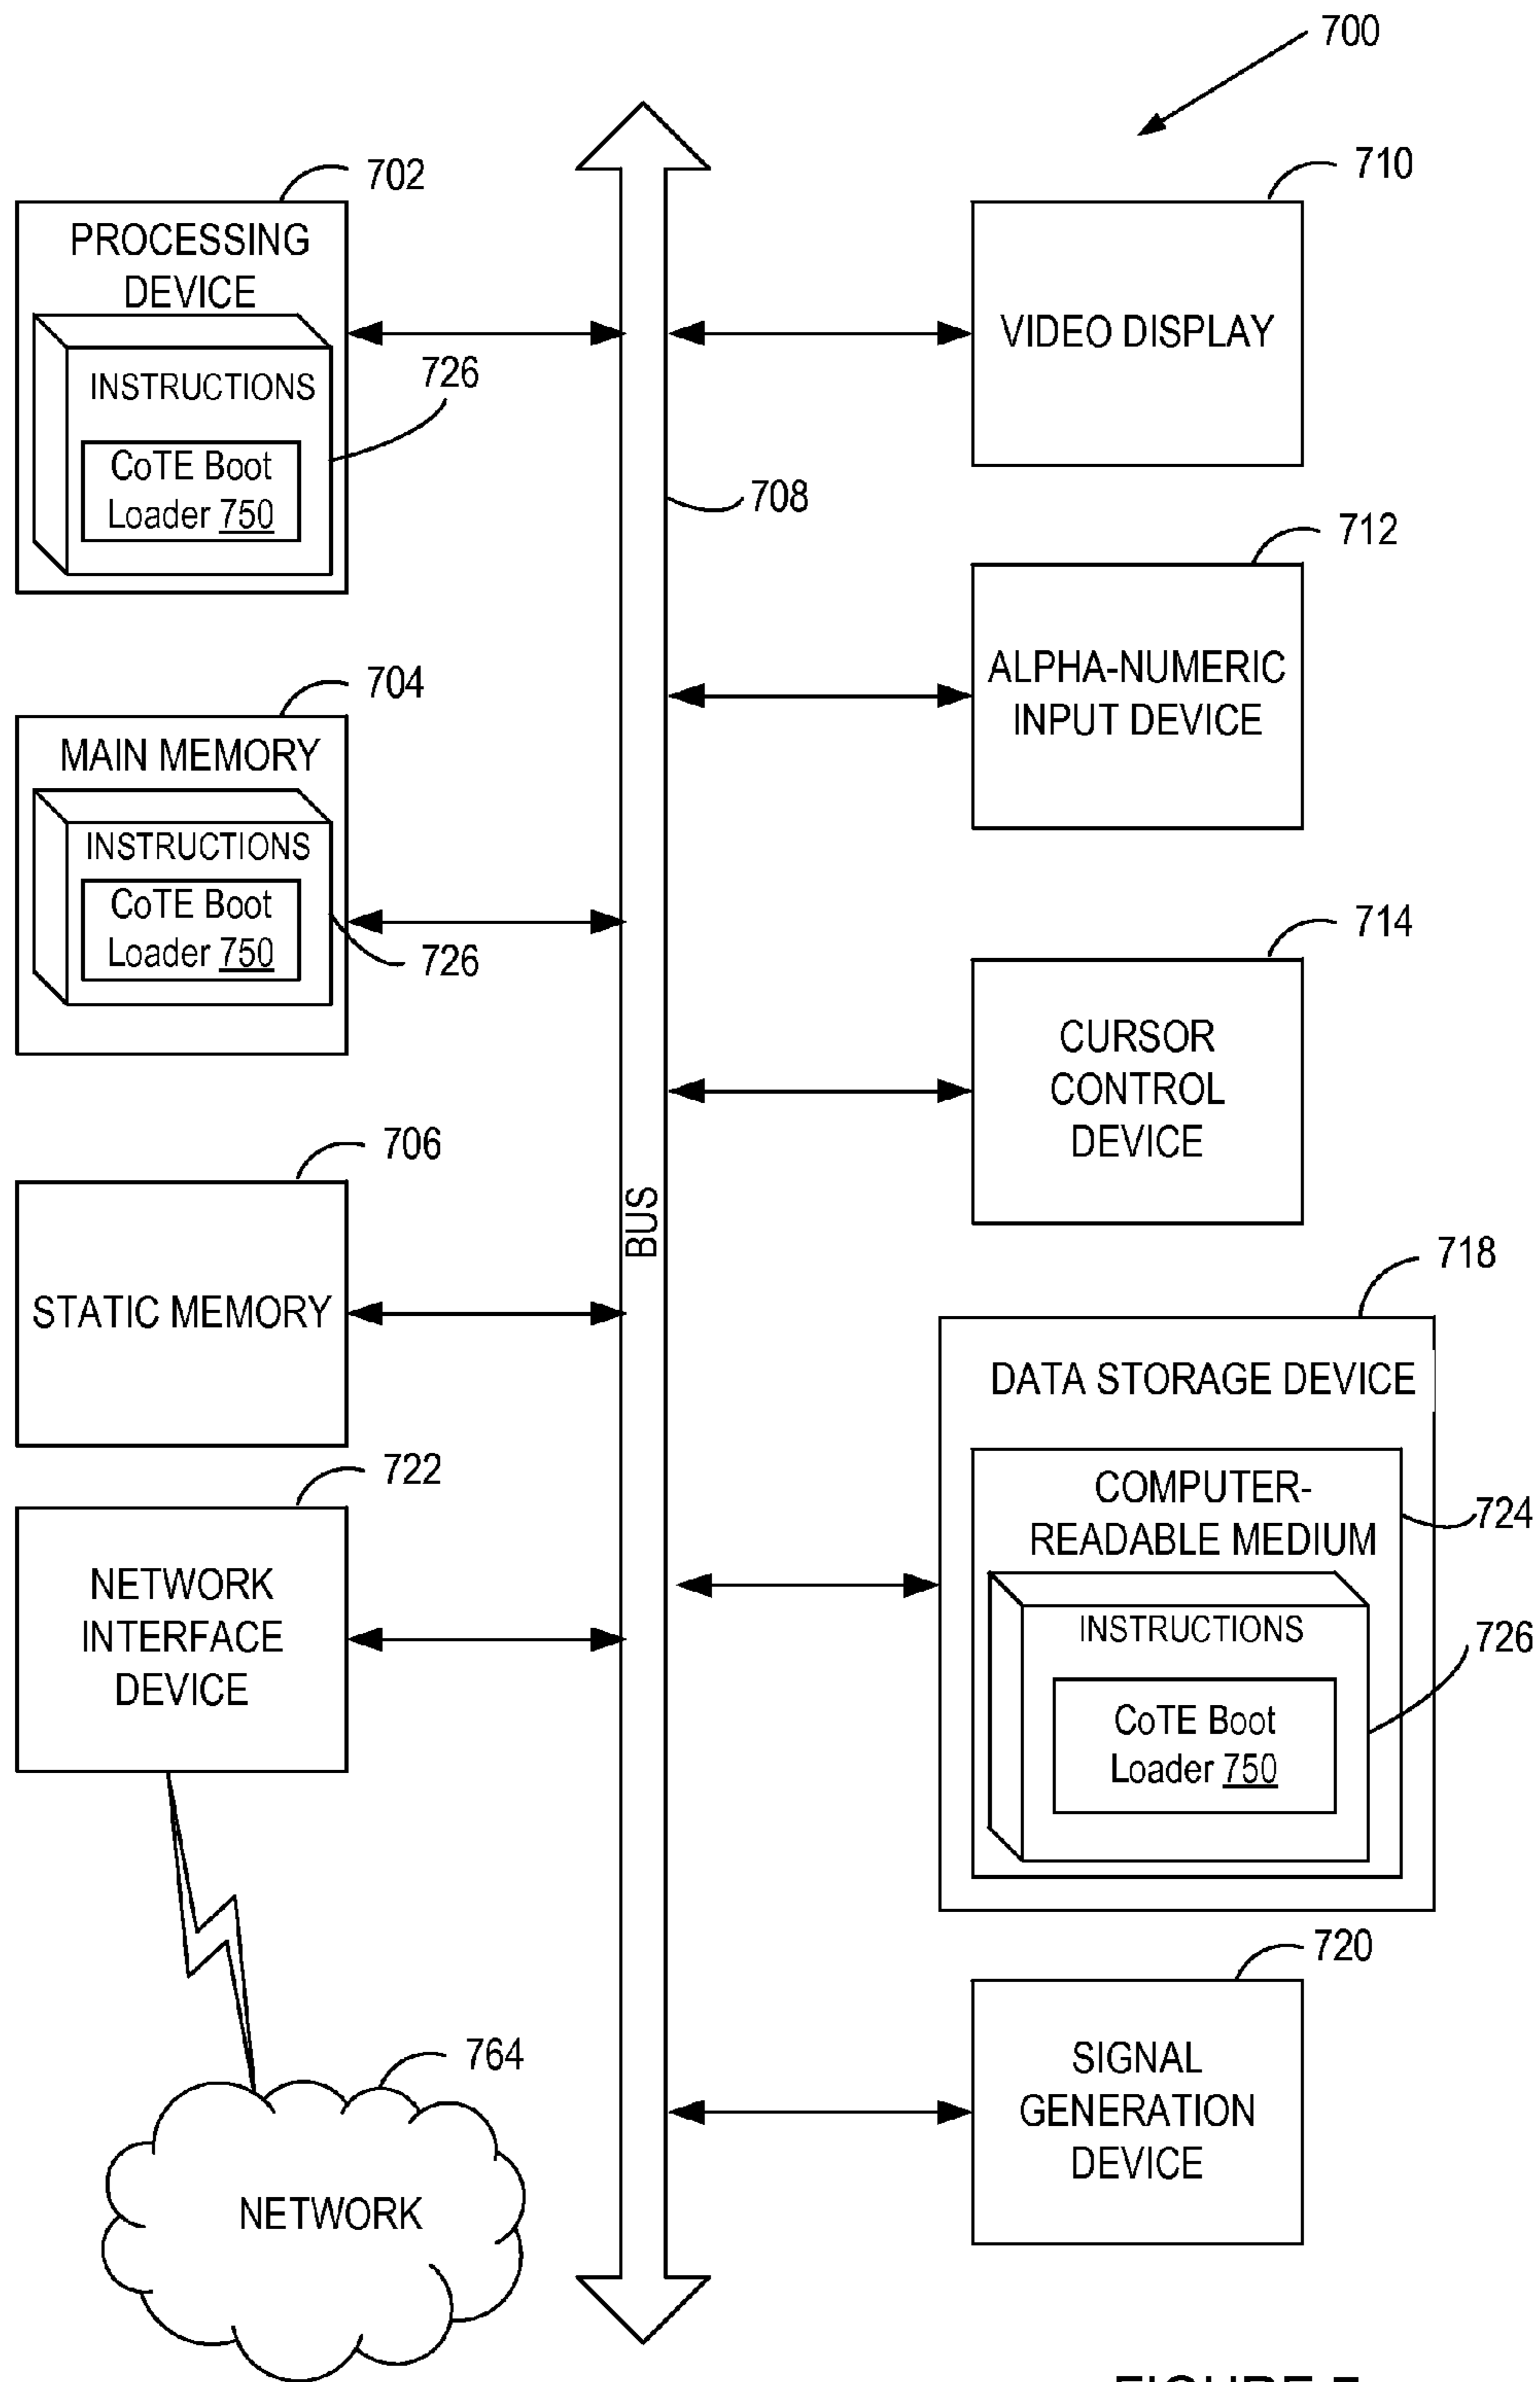 700
702
PROCESSING
DEVICE
INSTRUCTIONS
CoTE Boot
Loader 750
726
704
MAIN MEMORY
INSTRUCTIONS
CoTE Boot
Loader 750
726
706
STATIC MEMORY
722
NETWORK
INTERFACE
DEVICE
764
NETWORK
BUS
708
710
VIDEO DISPLAY
712
ALPHA-NUMERIC
INPUT DEVICE
714
CURSOR
CONTROL
DEVICE
718
DATA STORAGE DEVICE
COMPUTER-
READABLE MEDIUM
724
INSTRUCTIONS
CoTE Boot
Loader 750
726
720
SIGNAL
GENERATION
DEVICE